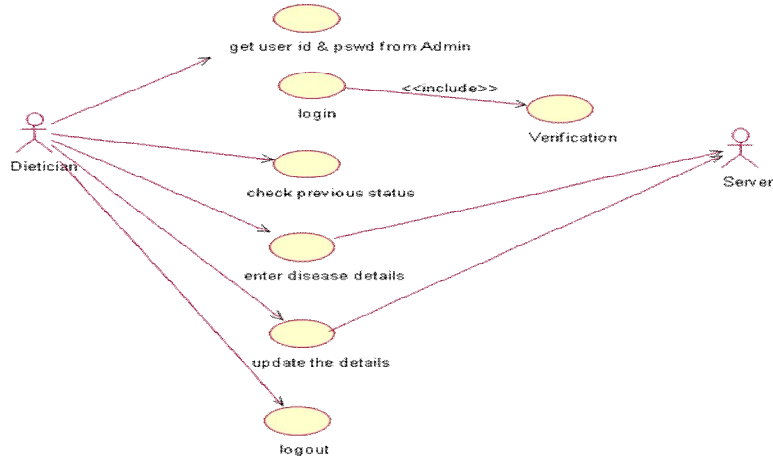 get user id & pswd from Admin
<<include>>
login
Verification
Dietician
Server
check previous status
enter disease details
update the details
logout